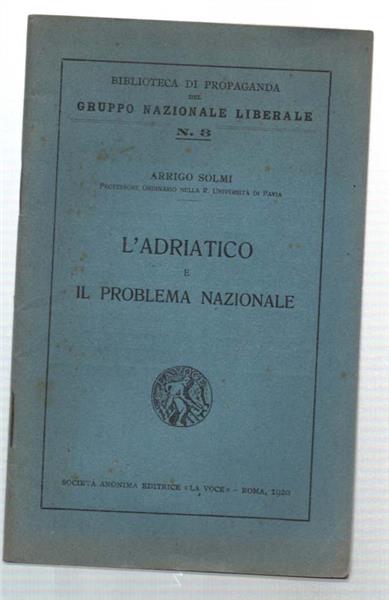 BIBLIOTECA DI PROPAGANDA
DEL
GRUPPO NAZIONALE LIBERALE
N. 3
ARRIGO SOLMI
PROFESSORE ORDINARIO NELLA R. UNIVERSITÀ DI PAVIA
L'ADRIATICO
E
IL PROBLEMA NAZIONALE
SOCIETÀ ANONIMA EDITRICE «LA VOCE» - ROMA, 1920